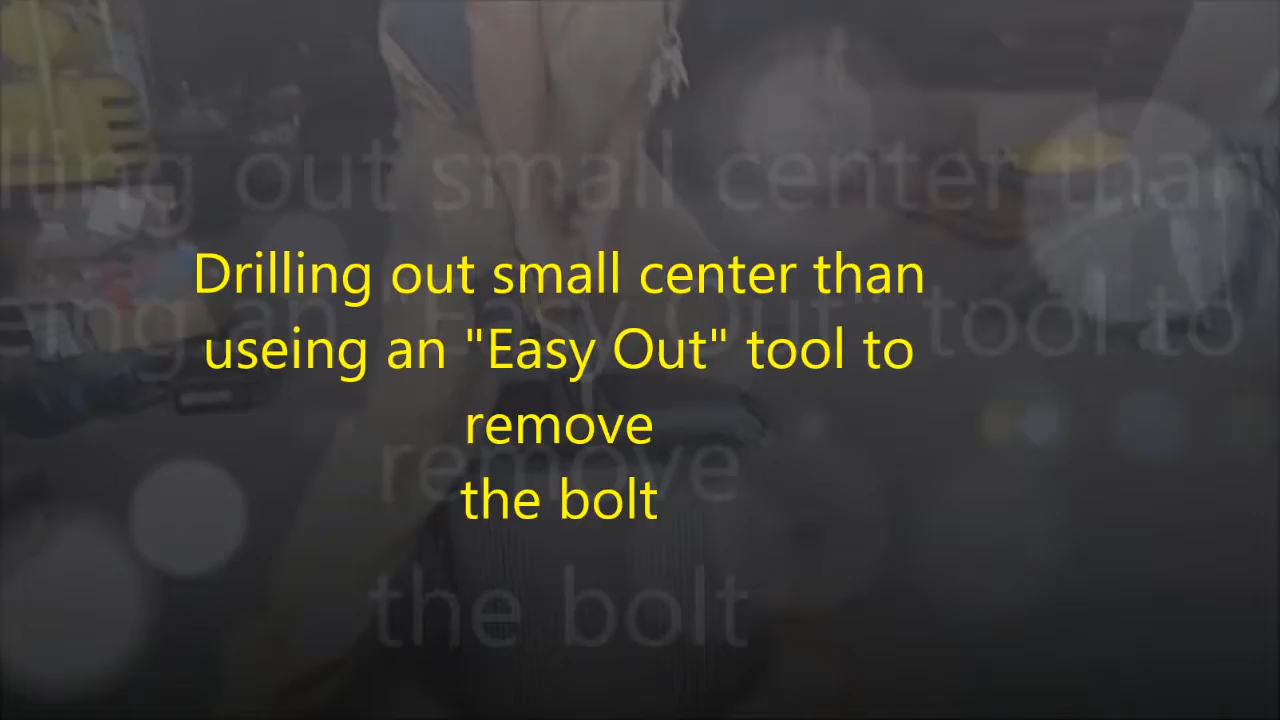 Drilling out small center than
useing an "Easy Out" tool to
remove
the bolt